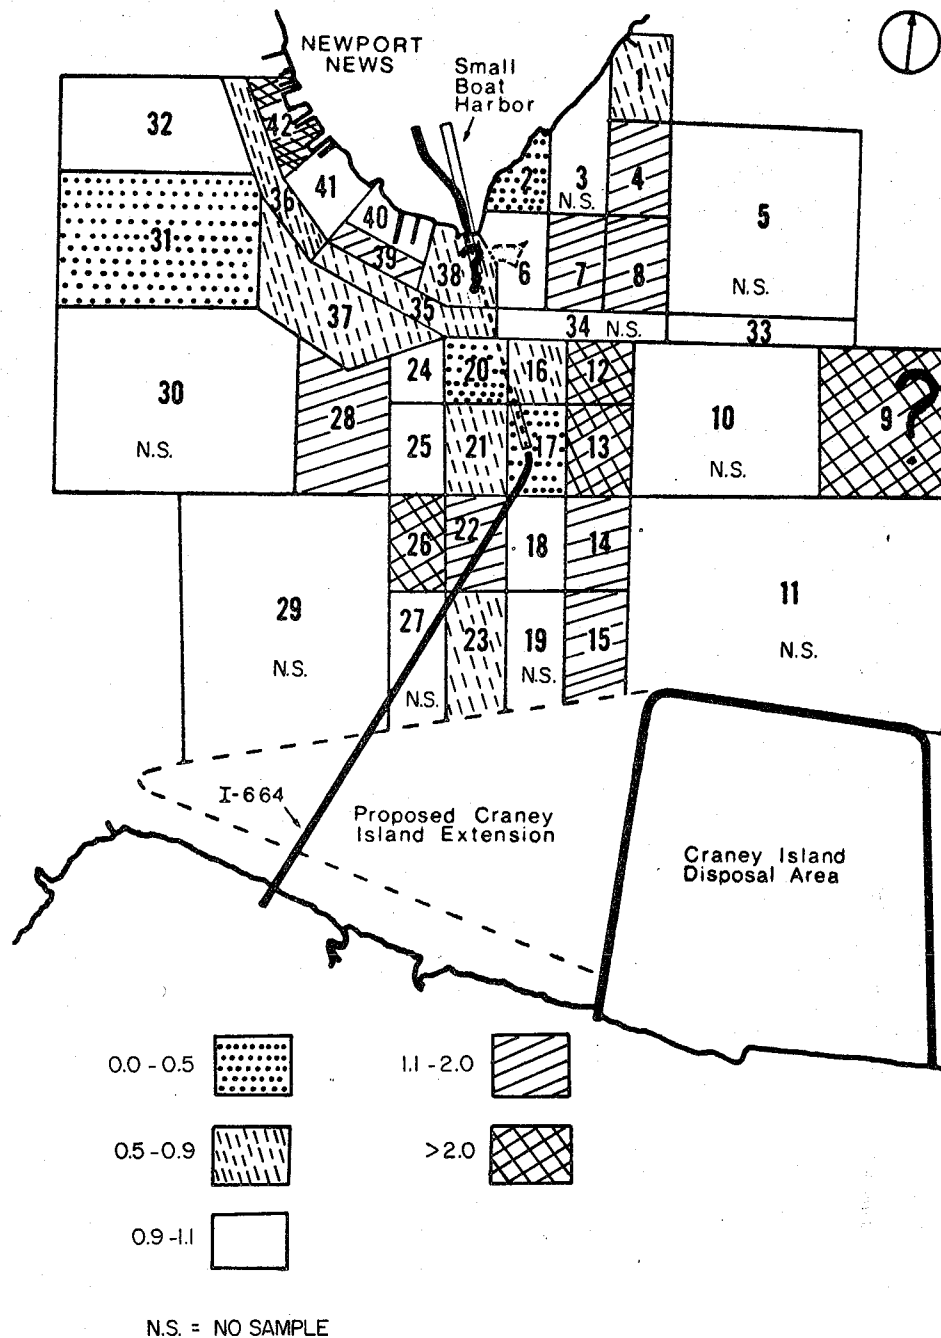 NEWPORT
NEWS
Small
Boat
Harbor
1
32
42
2
3
N.S.
4
5
N.S.
41
36
40
31
39
38
6
7
8
37
35
34 N.S.
33
24
20
16
12
30
N.S.
28
10
N.S.
9 ?
25
21
17
13
26
22
18
14
29
N.S.
11
N.S.
27
N.S.
23
19
N.S.
15
I-664
Proposed Craney
Island Extension
Craney Island
Disposal Area
0.0-0.5
1.1-2.0
0.5-0.9
>2.0
0.9-1.1
N.S. = NO SAMPLE